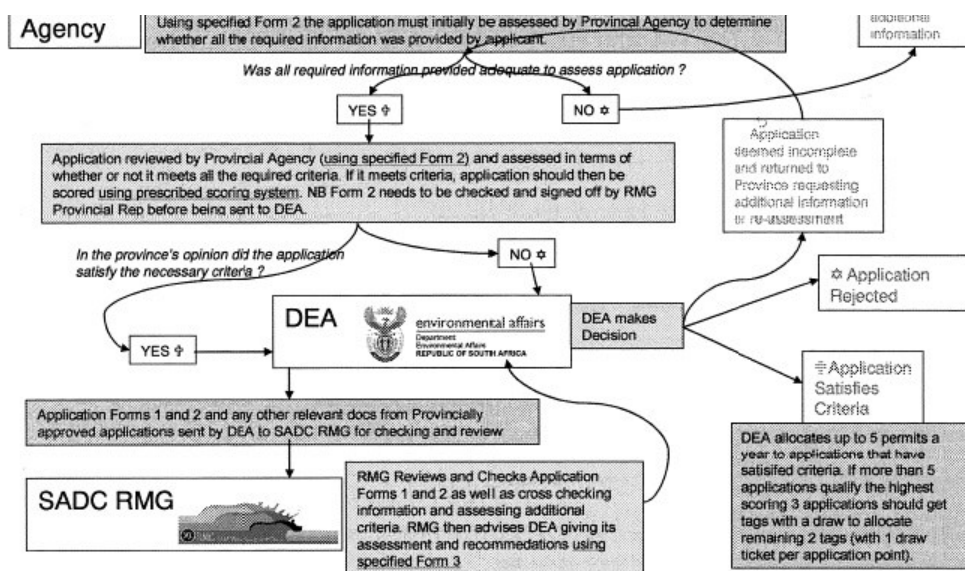 Agency
Using specified Form 2 the application must initially be assessed by Provincal Agency to determine
whether all the required information was provided by applicant.
additional
information
Was all required information provided adequate to assess application ?
YES ✞
NO ✡
Application
deemed incomplete
and returned to
Province requesting
additional information
or re-assessment
Application reviewed by Provincial Agency (using specified Form 2) and assessed in terms of
whether or not it meets all the required criteria. If it meets criteria, application should then be
scored using prescribed scoring system. NB Form 2 needs to be checked and signed off by RMG
Provincial Rep before being sent to DEA.
In the province's opinion did the application
satisfy the necessary criteria ?
NO ✡
✡ Application
Rejected
DEA
environmental affairs
Department
Environmental Affairs
REPUBLIC OF SOUTH AFRICA
DEA makes
Decision
YES ✞
✞Application
Satisfies
Criteria
Application Forms 1 and 2 and any other relevant docs from Provincially
approved applications sent by DEA to SADC RMG for checking and review
DEA allocates up to 5 permits a
year to applications that have
satisifed criteria. If more than 5
applications qualify the highest
scoring 3 applications should get
tags with a draw to allocate
remaining 2 tags (with 1 draw
ticket per application point).
SADC RMG
RMG Reviews and Checks Application
Forms 1 and 2 as well as cross checking
information and assessing additional
criteria. RMG then advises DEA giving its
assessment and recommendations using
specified Form 3